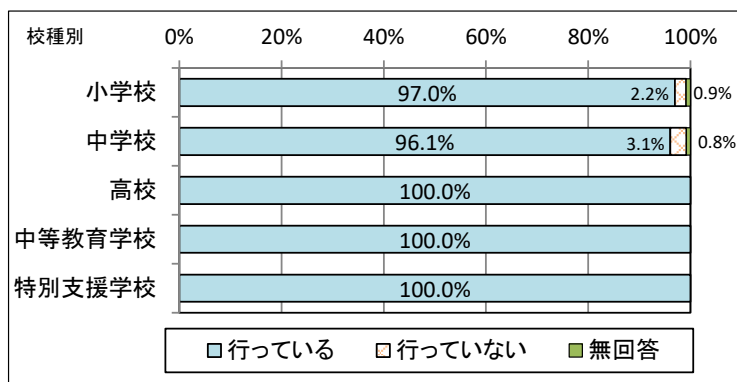 校種別 0% 20% 40% 60% 80% 100%
小学校 97.0% 2.2% 0.9%
中学校 96.1% 3.1% 0.8%
高校 100.0%
中等教育学校 100.0%
特別支援学校 100.0%
行っている 行っていない 無回答